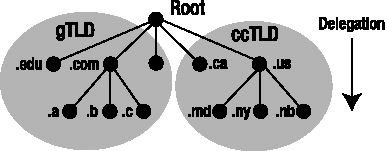 Root
gTLD
ccTLD
Delegation
.edu
.com
.ca
.us
.a
.b
.c
.md
.ny
.nb